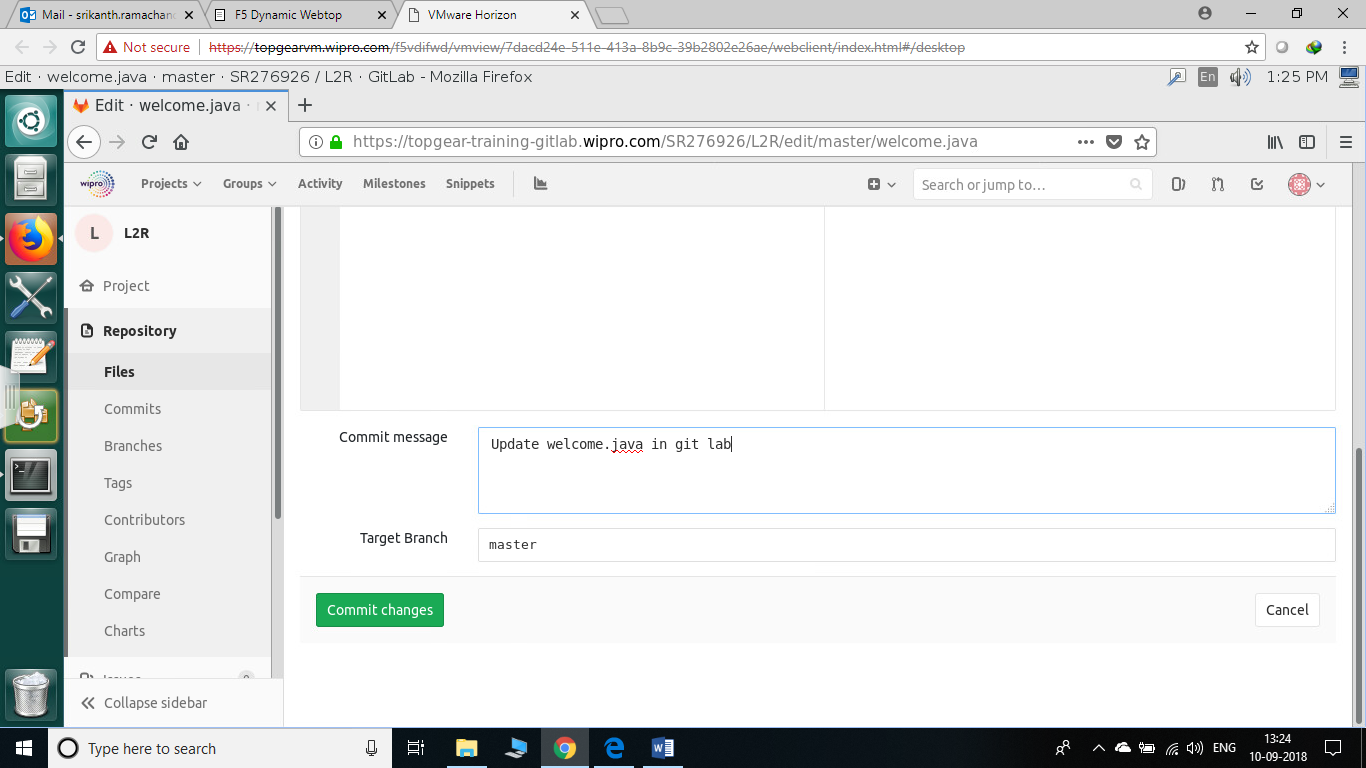 Mail - srikanth.ramachand
F5 Dynamic Webtop
VMware Horizon
Not secure
https://topgearvm.wipro.com/f5vdifwd/vmview/7dacd24e-511e-413a-8b9c-39b2802e26ae/webclient/index.html#/desktop
Edit · welcome.java · master · SR276926 / L2R · GitLab - Mozilla Firefox
En
1:25 PM
Edit · welcome.java ·
https://topgear-training-gitlab.wipro.com/SR276926/L2R/edit/master/welcome.java
wipro
Projects
Groups
Activity
Milestones
Snippets
Search or jump to…
L
L2R
Project
Repository
Files
Commits
Branches
Tags
Contributors
Graph
Compare
Charts
Issues
Collapse sidebar
Commit message
Update welcome.java in git lab
Target Branch
master
Commit changes
Cancel
Type here to search
ENG
13:24
10-09-2018